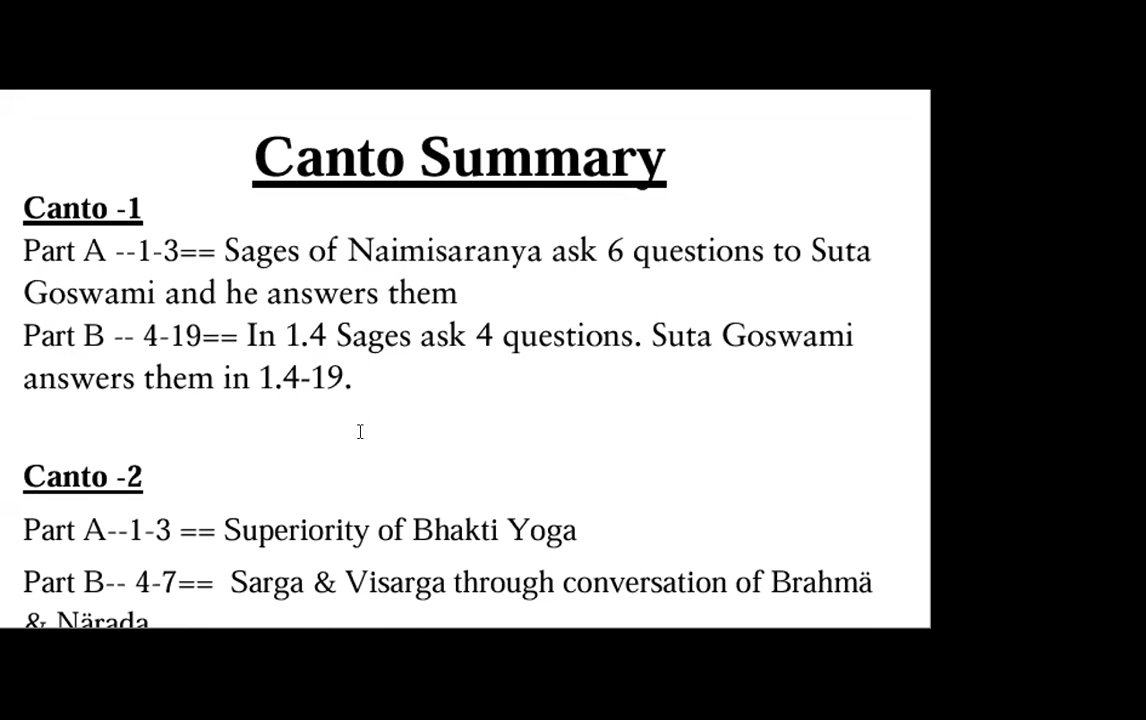 Canto Summary
Canto -1
Part A --1-3== Sages of Naimisaranya ask 6 questions to Suta
Goswami and he answers them
Part B -- 4-19== In 1.4 Sages ask 4 questions. Suta Goswami
answers them in 1.4-19.
Canto -2
Part A--1-3 == Superiority of Bhakti Yoga
Part B-- 4-7== Sarga & Visarga through conversation of Brahmä
& Närada